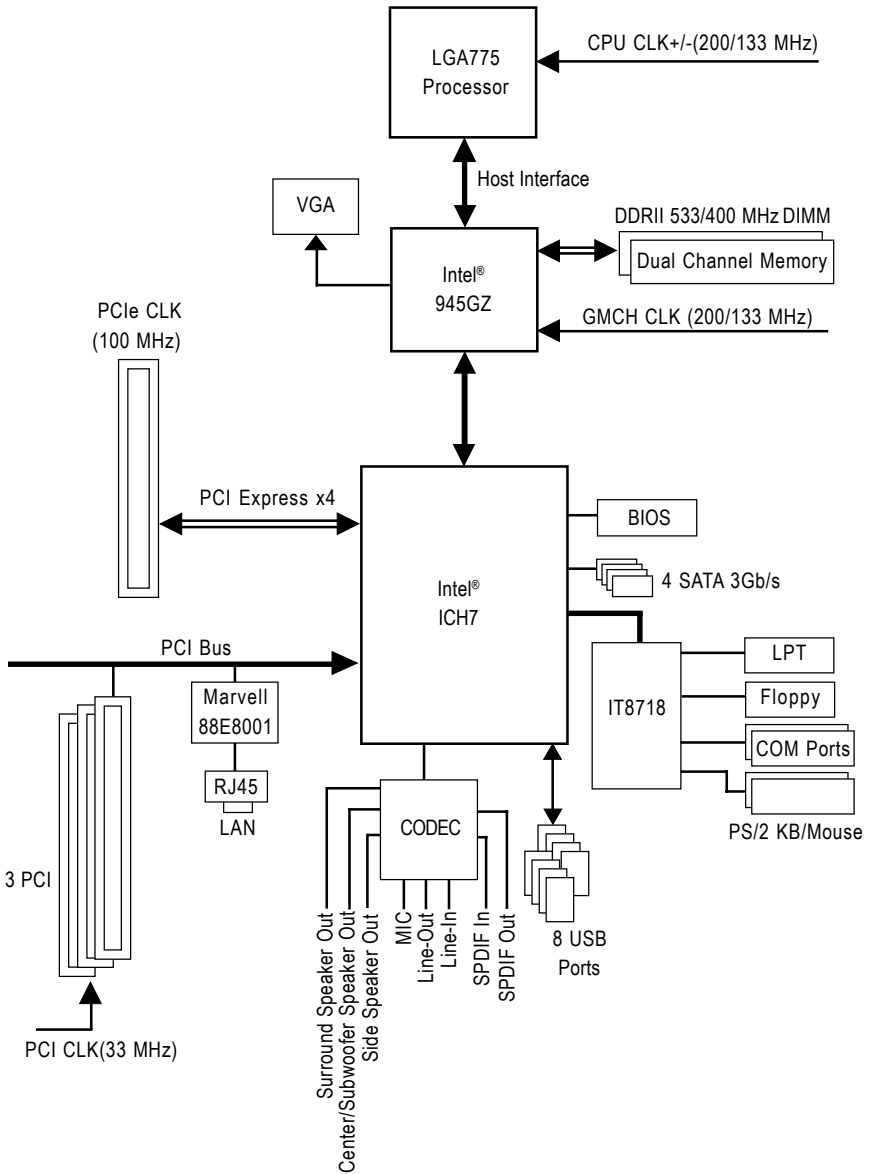 LGA775
Processor
CPU CLK+/-(200/133 MHz)
Host Interface
VGA
DDRII 533/400 MHz DIMM
Dual Channel Memory
Intel®
945GZ
GMCH CLK (200/133 MHz)
PCIe CLK
(100 MHz)
PCI Express x4
BIOS
4 SATA 3Gb/s
Intel®
ICH7
PCI Bus
LPT
Marvell
88E8001
IT8718
Floppy
COM Ports
RJ45
LAN
CODEC
PS/2 KB/Mouse
3 PCI
Surround Speaker Out
Center/Subwoofer Speaker Out
Side Speaker Out
MIC
Line-Out
Line-In
SPDIF In
SPDIF Out
8 USB
Ports
PCI CLK(33 MHz)